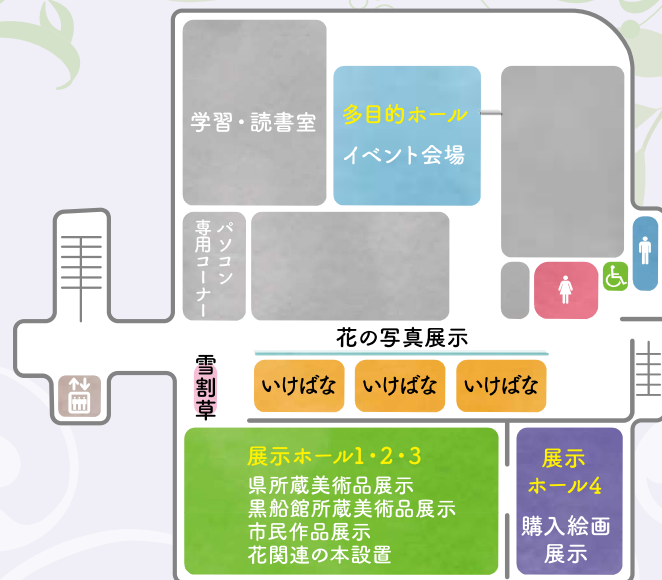 学習・読書室
多目的ホール
イベント会場
パソコン
専用コーナー
花の写真展示
雪割草
いけばな
いけばな
いけばな
展示ホール1・2・3
県所蔵美術品展示
黒船館所蔵美術品展示
市民作品展示
花関連の本設置
展示
ホール4
購入絵画
展示